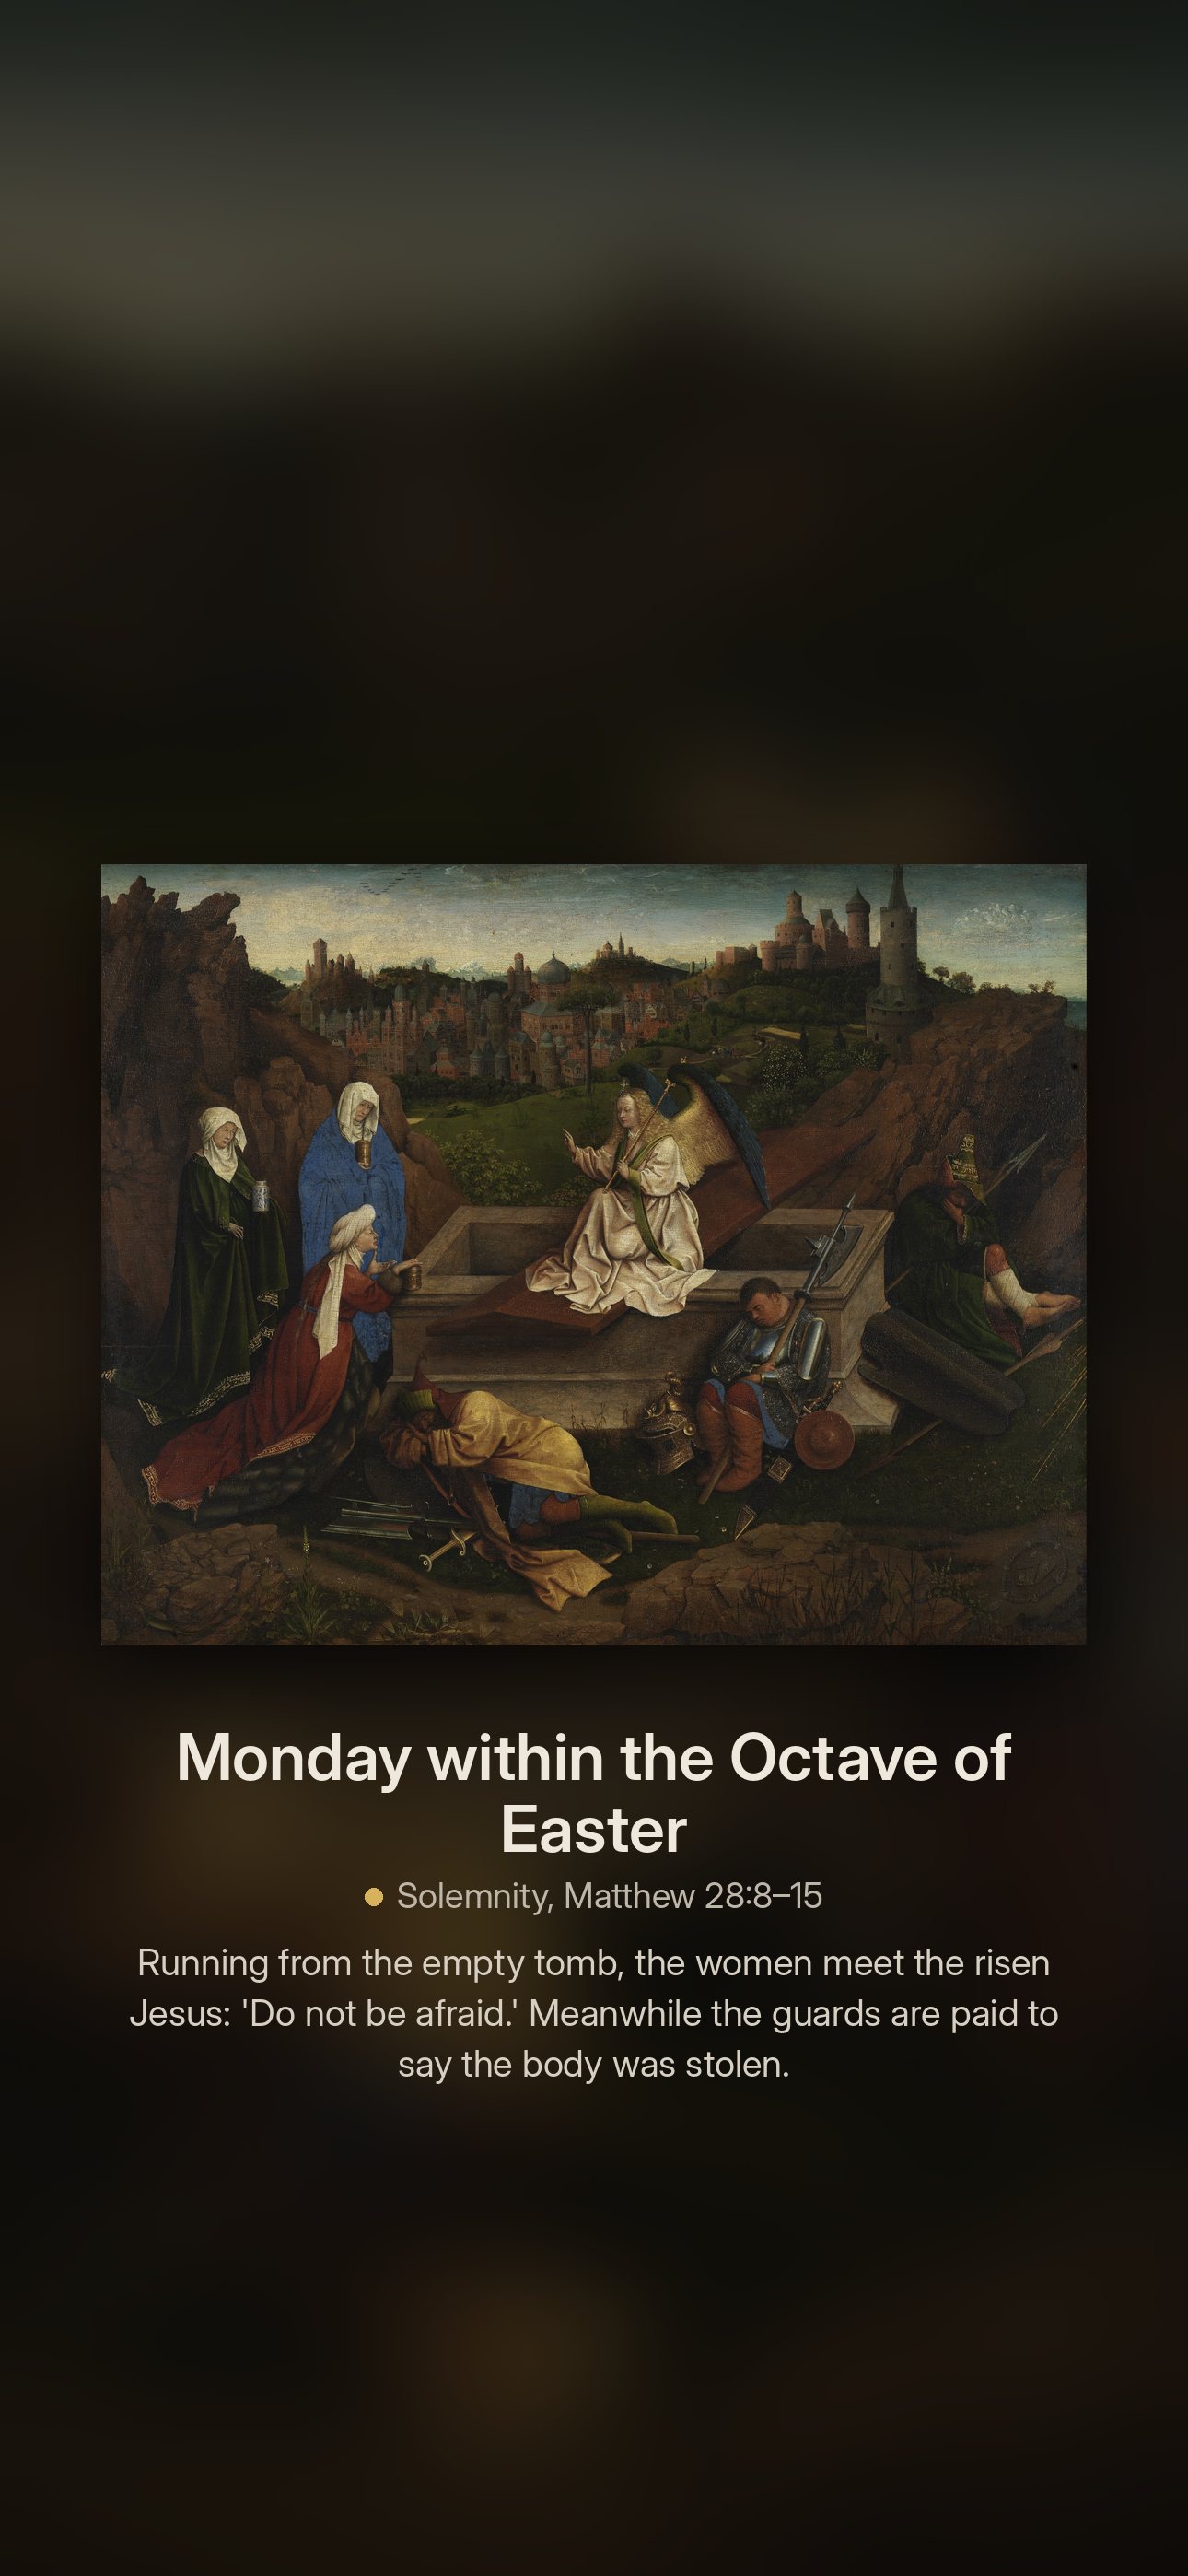 Monday within the Octave of
Easter
Solemnity, Matthew 28:8–15
Running from the empty tomb, the women meet the risen
Jesus: 'Do not be afraid.' Meanwhile the guards are paid to
say the body was stolen.